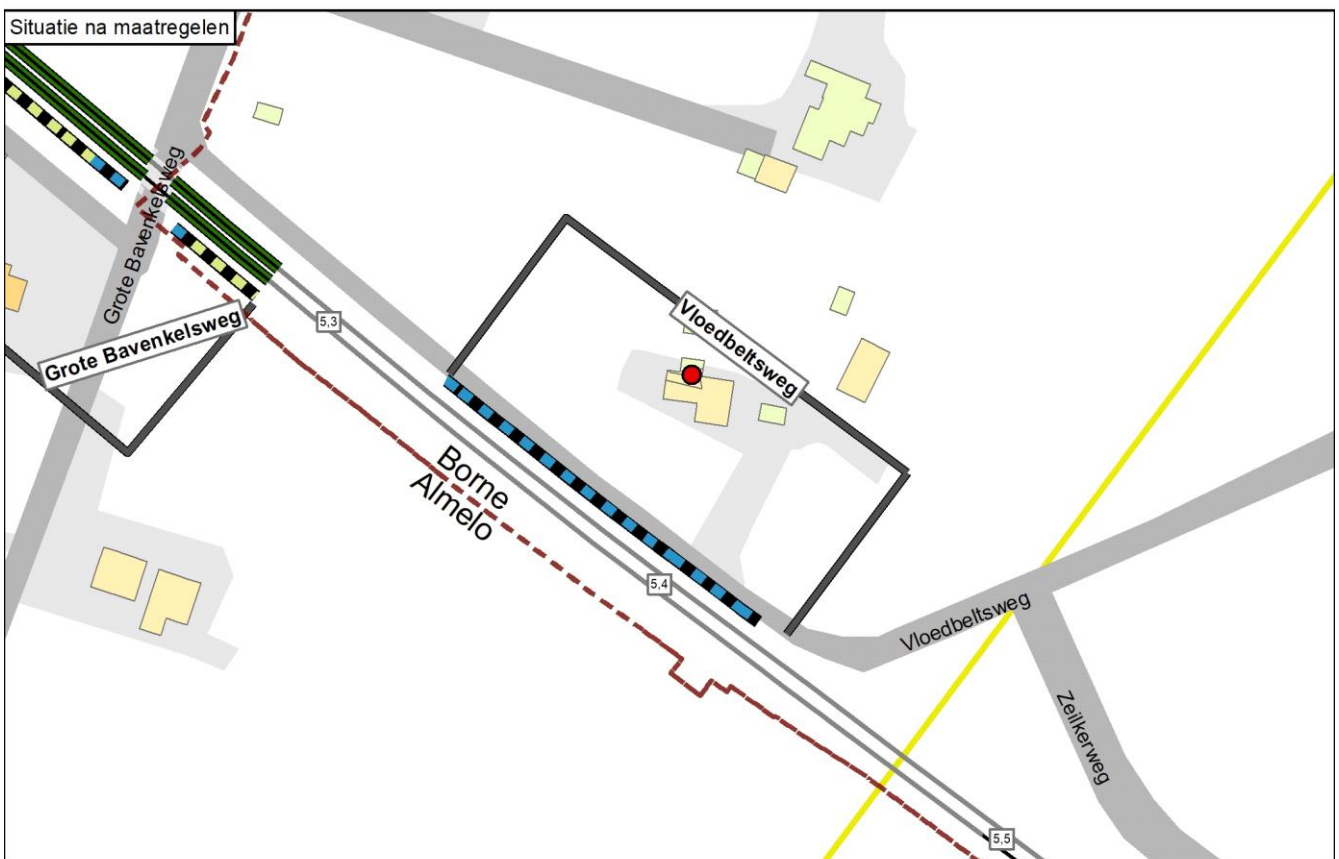 Situatie na maatregelen
Grote Bavenkelsweg
Grote Bavenkelsweg
5,3
Vloedbeltsweg
Borne
Almelo
5,4
Vloedbeltsweg
Zeilkerweg
5,5